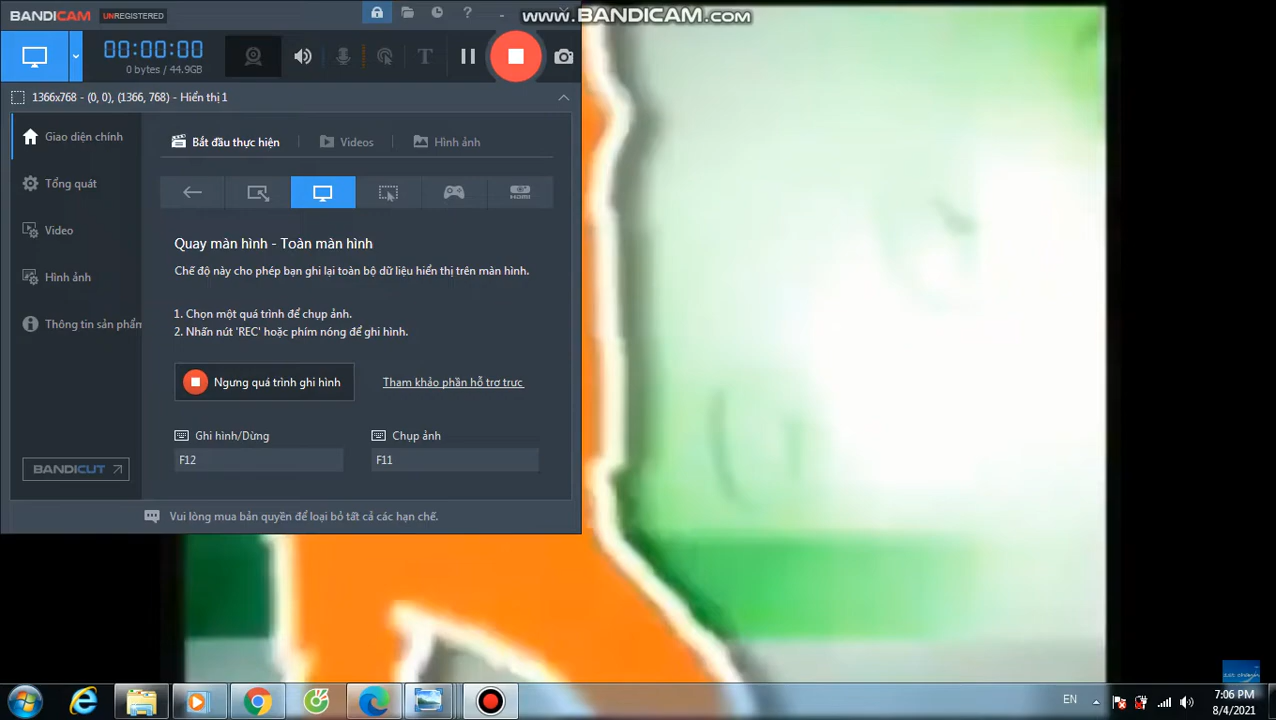 BANDICAM UNREGISTERED
www.BANDICAM.com
00:00:00
0 bytes / 44.9GB
1366x768 - (0, 0), (1366, 768) - Hiển thị 1
Giao diện chính
Tổng quát
Video
Hình ảnh
Thông tin sản phẩm
BANDICUT
Bắt đầu thực hiện
Videos
Hình ảnh
HDMI
Quay màn hình - Toàn màn hình
Chế độ này cho phép bạn ghi lại toàn bộ dữ liệu hiển thị trên màn hình.
1. Chọn một quá trình để chụp ảnh.
2. Nhấn nút 'REC' hoặc phím nóng để ghi hình.
Ngưng quá trình ghi hình
Tham khảo phần hỗ trợ trực
Ghi hình/Dừng
Chụp ảnh
F12
F11
Vui lòng mua bản quyền để loại bỏ tất cả các hạn chế.
EN
7:06 PM
8/4/2021